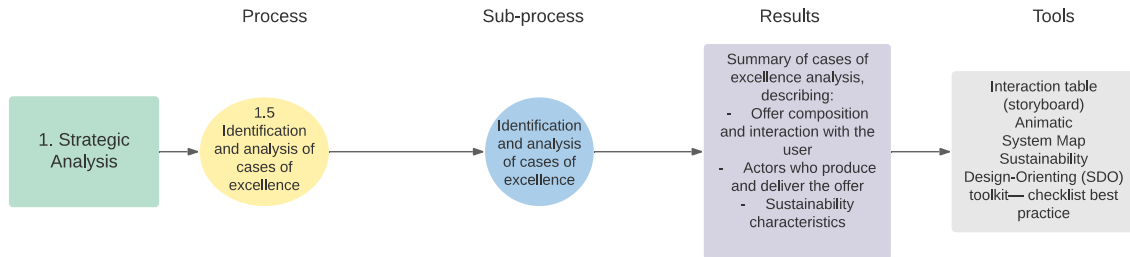 Process
Sub-process
Results
Tools
1. Strategic
Analysis
1.5
Identification
and analysis of
cases of
excellence
Identification
and analysis
of cases of
excellence
Summary of cases of
excellence analysis,
describing:
- Offer composition
and interaction with the
user
- Actors who produce
and deliver the offer
- Sustainability
characteristics
Interaction table
(storyboard)
Animatic
System Map
Sustainability
Design-Orienting (SDO)
toolkit— checklist best
practice